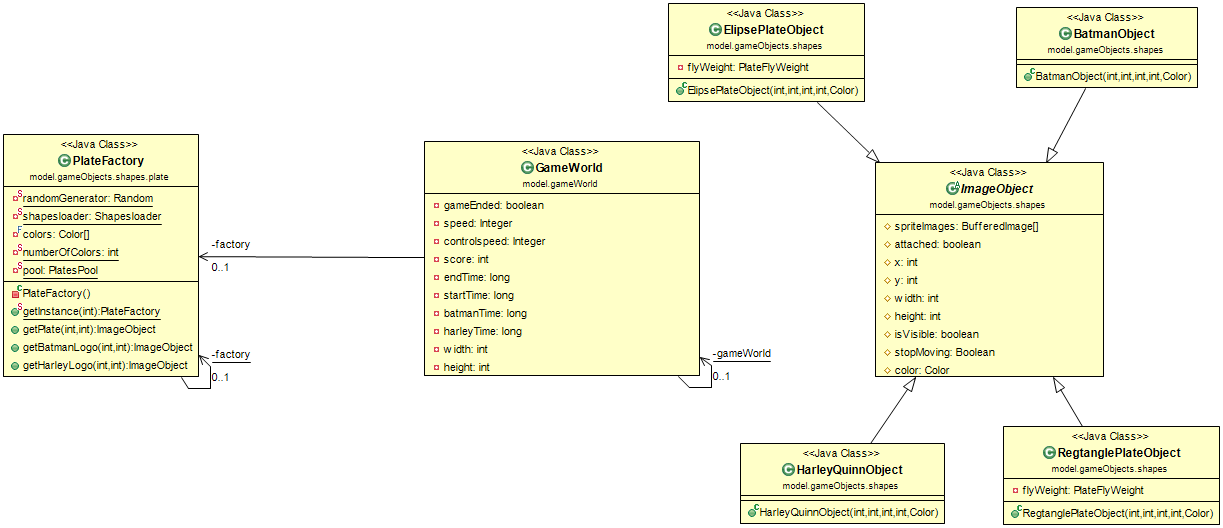 <<Java Class>>
PlateFactory
model.gameObjects.shapes.plate
randomGenerator: Random
shapesloader: Shapesloader
colors: Color[]
numberOfColors: int
pool: PlatesPool
PlateFactory()
getInstance(int):PlateFactory
getPlate(int,int):ImageObject
getBatmanLogo(int,int):ImageObject
getHarleyLogo(int,int):ImageObject
-factory
0..1
-factory
0..1
<<Java Class>>
GameWorld
model.gameWorld
gameEnded: boolean
speed: Integer
controlspeed: Integer
score: int
endTime: long
startTime: long
batmanTime: long
harleyTime: long
width: int
height: int
-gameWorld
0..1
<<Java Class>>
ElipsePlateObject
model.gameObjects.shapes
flyWeight: PlateFlyWeight
ElipsePlateObject(int,int,int,int,Color)
<<Java Class>>
BatmanObject
model.gameObjects.shapes
BatmanObject(int,int,int,int,Color)
<<Java Class>>
ImageObject
model.gameObjects.shapes
spriteImages: BufferedImage[]
attached: boolean
x: int
y: int
width: int
height: int
isVisible: boolean
stopMoving: Boolean
color: Color
<<Java Class>>
HarleyQuinnObject
model.gameObjects.shapes
HarleyQuinnObject(int,int,int,int,Color)
<<Java Class>>
RegtanglePlateObject
model.gameObjects.shapes
flyWeight: PlateFlyWeight
RegtanglePlateObject(int,int,int,int,Color)